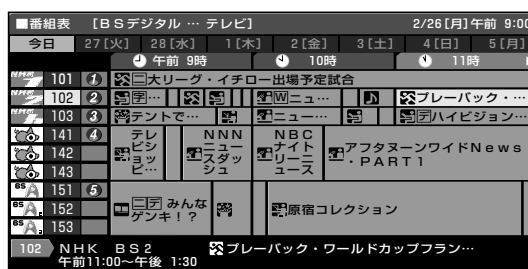 ■番組表 [BSデジタル … テレビ] 2/26[月]午前 9:00
今日 27[火] 28[水] 1[木] 2[金] 3[土] 4[日] 5[月]
午前 9時 10時 11時
101 1 二大リーグ・イチロー出場予定試合
102 2 字… Wニュ… ♪ プレーバック・…
103 3 テントで… ニュー… デハイビジョン…
141 4 テレビショッピ… NNNニュースダッシュ NBCナイトリーニュース アフタヌーンワイドNews・PART1
142
143
151 5
152 二デ みんなゲンキ!? 原宿コレクション
153
102 NHK BS2 プレーバック・ワールドカップフラン…
午前11:00〜午後 1:30